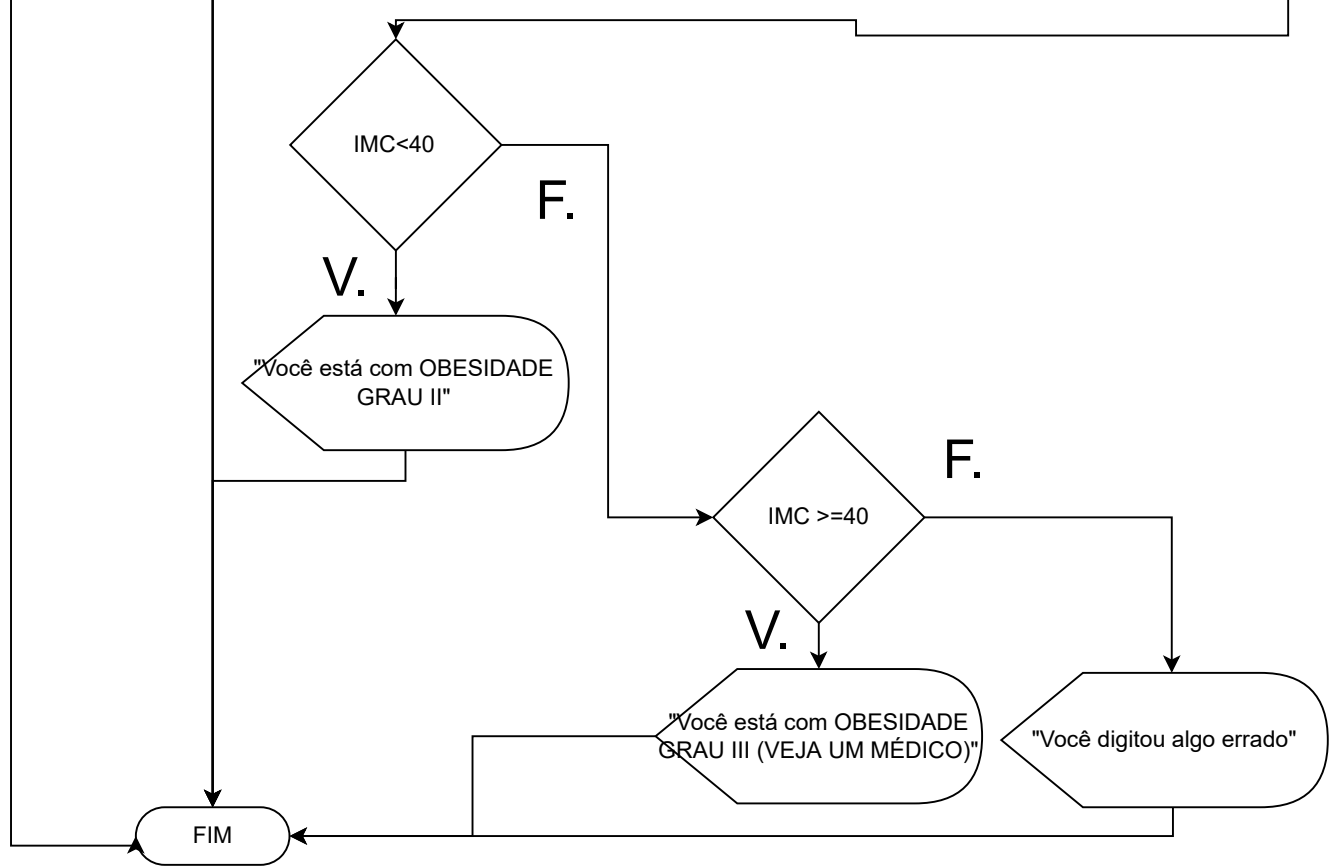 IMC<40
F.
V.
"Você está com OBESIDADE
GRAU II"
F.
IMC >=40
V.
"Você está com OBESIDADE
GRAU III (VEJA UM MÉDICO)"
"Você digitou algo errado"
FIM